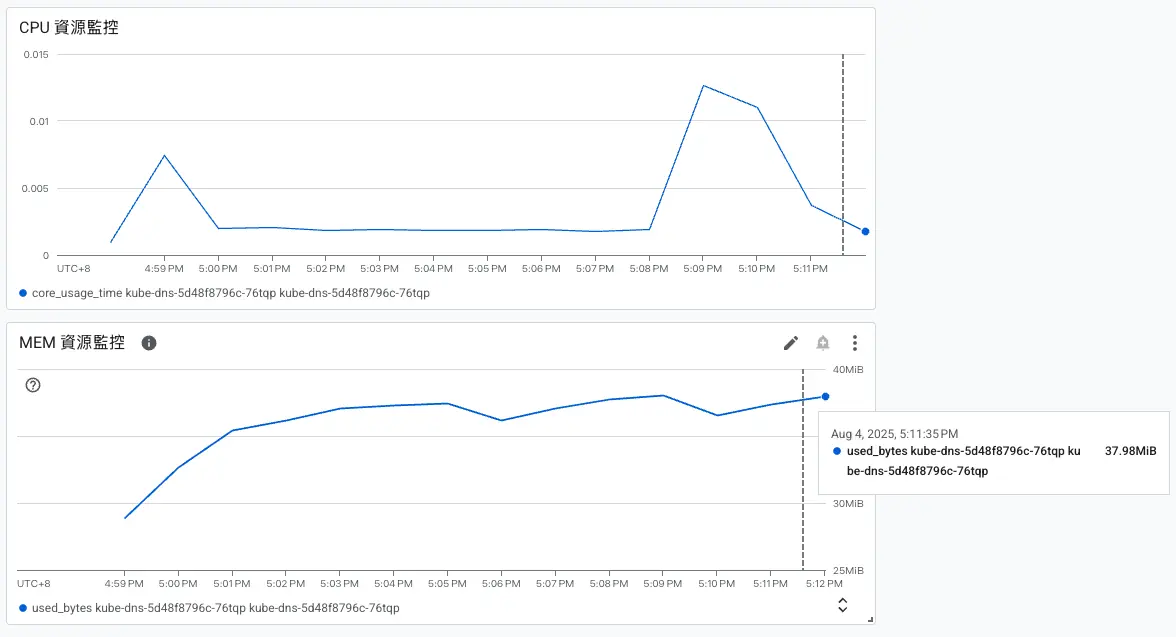 CPU 資源監控
0.015
0.01
0.005
0
UTC+8 4:59 PM 5:00 PM 5:01 PM 5:02 PM 5:03 PM 5:04 PM 5:05 PM 5:06 PM 5:07 PM 5:08 PM 5:09 PM 5:10 PM 5:11 PM
core_usage_time kube-dns-5d48f8796c-76tqp kube-dns-5d48f8796c-76tqp
MEM 資源監控
40MiB
Aug 4, 2025, 5:11:35 PM
used_bytes kube-dns-5d48f8796c-76tqp ku 37.98MiB
be-dns-5d48f8796c-76tqp
30MiB
25MiB
UTC+8 4:59 PM 5:00 PM 5:01 PM 5:02 PM 5:03 PM 5:04 PM 5:05 PM 5:06 PM 5:07 PM 5:08 PM 5:09 PM 5:10 PM 5:11 PM 5:12 PM
used_bytes kube-dns-5d48f8796c-76tqp kube-dns-5d48f8796c-76tqp